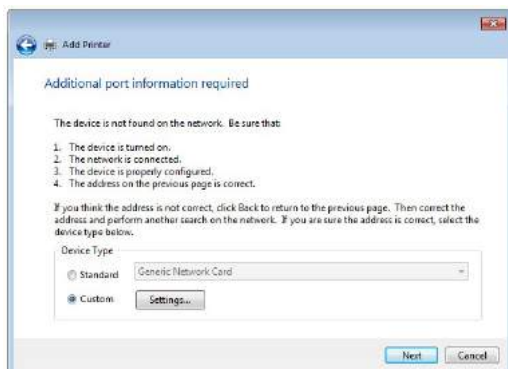 Add Printer
Additional port information required
The device is not found on the network. Be sure that:
1. The device is turned on.
2. The network is connected.
3. The device is properly configured.
4. The address on the previous page is correct.
If you think the address is not correct, click Back to return to the previous page. Then correct the
address and perform another search on the network. If you are sure the address is correct, select the
device type below.
Device Type
Standard Generic Network Card
Custom Settings...
Next Cancel